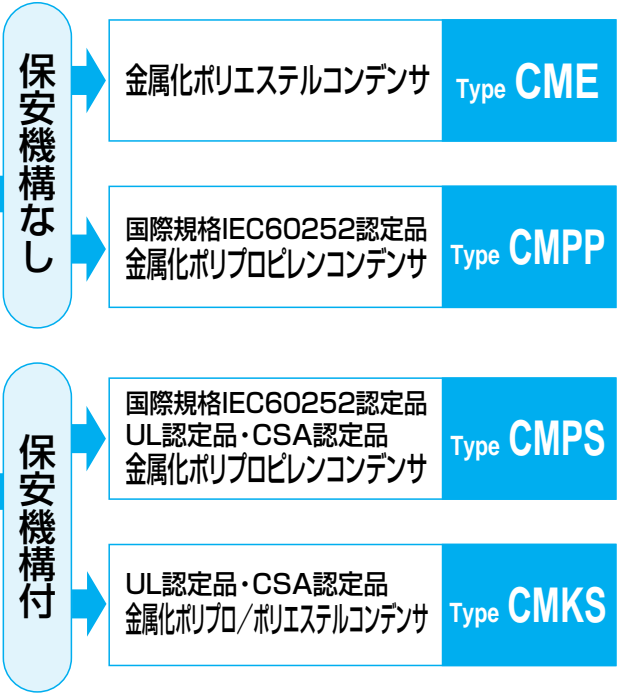 保安機構なし
金属化ポリエステルコンデンサ
Type CME
国際規格IEC60252認定品
金属化ポリプロピレンコンデンサ
Type CMPP
保安機構付
国際規格IEC60252認定品
UL認定品・CSA認定品
金属化ポリプロピレンコンデンサ
Type CMPS
UL認定品・CSA認定品
金属化ポリプロ/ポリエステルコンデンサ
Type CMKS